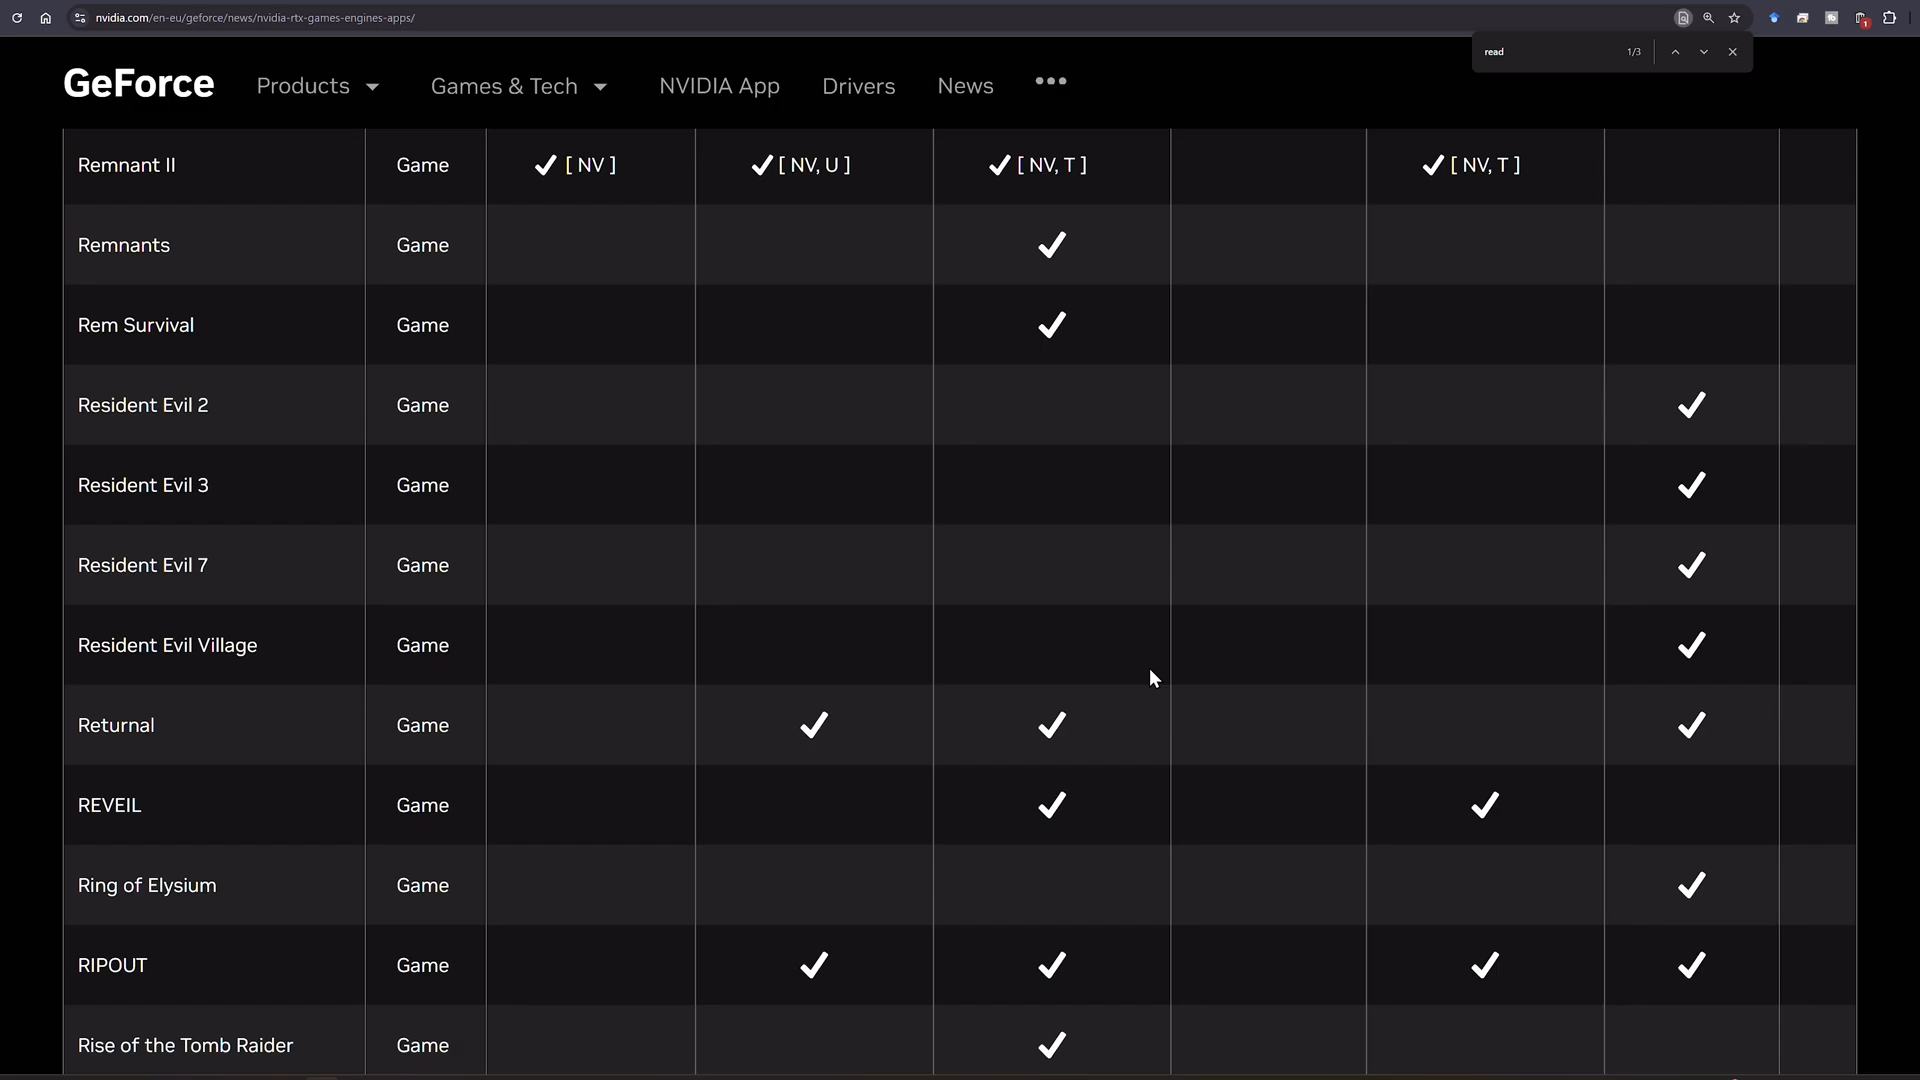 nvidia.com/en-eu/geforce/news/nvidia-rtx-games-engines-apps/
1
read 1/3
GeForce Products Games & Tech NVIDIA App Drivers News •••
Remnant II Game ✔ [ NV ] ✔ [ NV, U ] ✔ [ NV, T ] ✔ [ NV, T ]
Remnants Game ✔
Rem Survival Game ✔
Resident Evil 2 Game ✔
Resident Evil 3 Game ✔
Resident Evil 7 Game ✔
Resident Evil Village Game ✔
Returnal Game ✔ ✔ ✔
REVEIL Game ✔ ✔
Ring of Elysium Game ✔
RIPOUT Game ✔ ✔ ✔ ✔
Rise of the Tomb Raider Game ✔